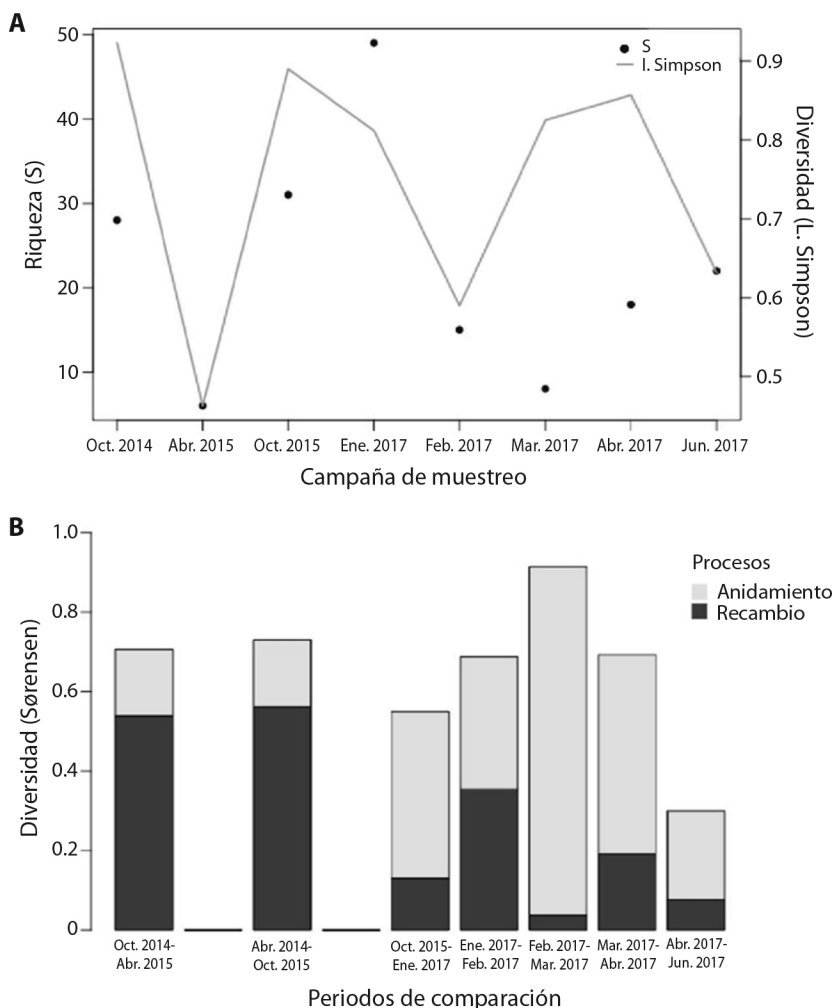 A
50
40
30
20
10
Riqueza (S)
S
I. Simpson
0.9
0.8
0.7
0.6
0.5
Diversidad (L. Simpson)
Oct. 2014 Abr. 2015 Oct. 2015 Ene. 2017 Feb. 2017 Mar. 2017 Abr. 2017 Jun. 2017
Campaña de muestreo
B
1.0
0.8
0.6
0.4
0.2
0
Diversidad (Sørensen)
Procesos
Anidamiento
Recambio
Oct. 2014- Abr. 2014- Oct. 2015- Ene. 2017- Feb. 2017- Mar. 2017- Abr. 2017-
Abr. 2015 Oct. 2015 Ene. 2017 Feb. 2017 Mar. 2017 Abr. 2017 Jun. 2017
Periodos de comparación